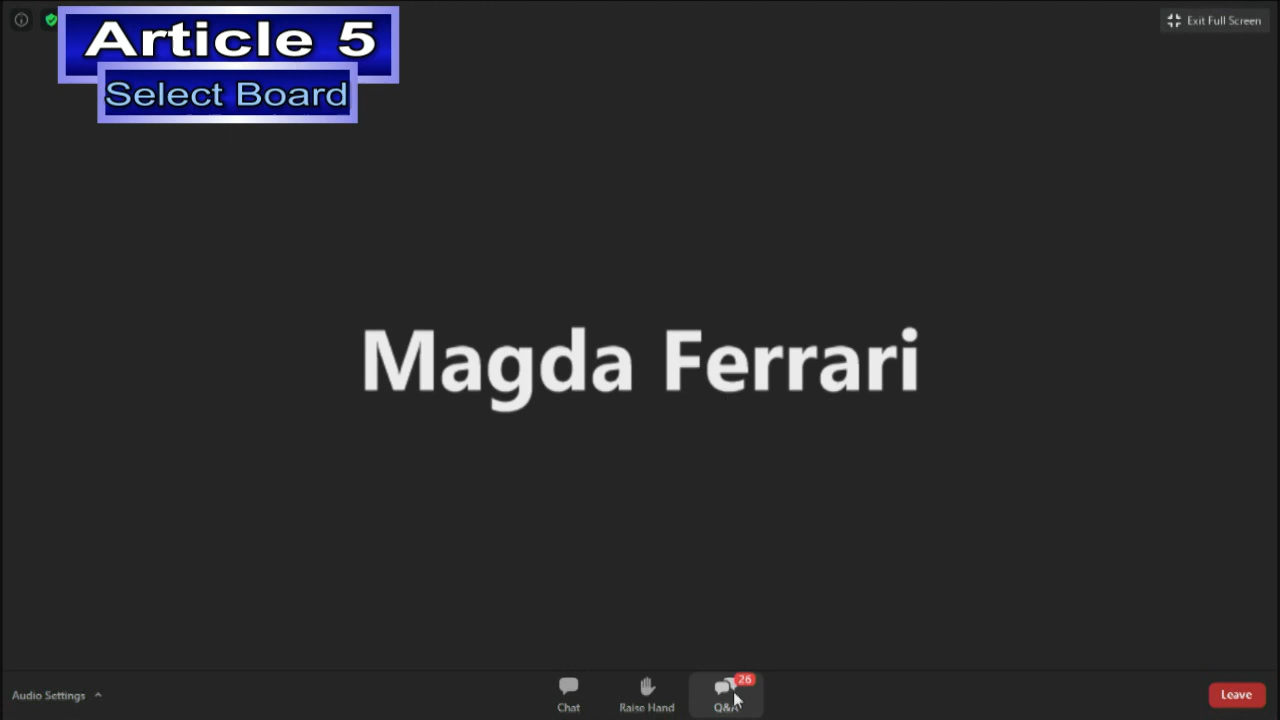 Article 5
Select Board
Exit Full Screen
Magda Ferrari
Audio Settings
Chat
Raise Hand
26
Q&A
Leave